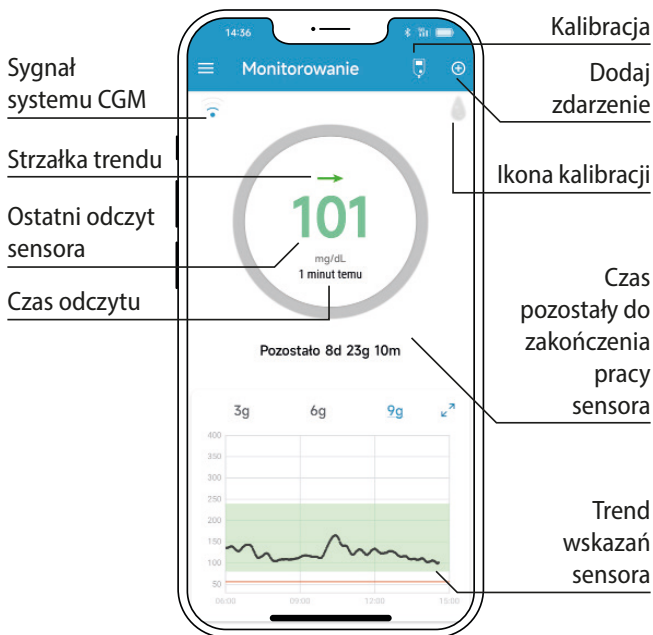 Sygnał
systemu CGM
Strzałka trendu
Ostatni odczyt
sensora
Czas odczytu
14:36
Monitorowanie
101
mg/dL
1 minut temu
Pozostało 8d 23g 10m
3g 6g 9g
400
350
300
250
200
150
100
50
06:00 09:00 12:00 15:00
Kalibracja
Dodaj
zdarzenie
Ikona kalibracji
Czas
pozostały do
zakończenia
pracy
sensora
Trend
wskazań
sensora